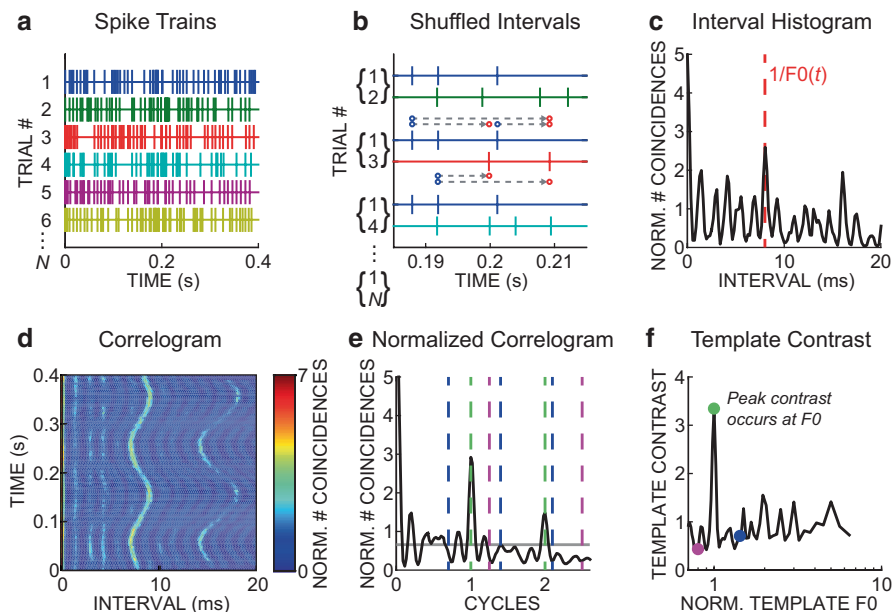 a Spike Trains
TRIAL #
1
2
3
4
5
6
⋮
N
0 0.2 0.4
TIME (s)
b Shuffled Intervals
TRIAL #
{1
2}
{1
3}
{1
4}
⋮
{1
N}
0.19 0.2 0.21
TIME (s)
c Interval Histogram
NORM. # COINCIDENCES
5
4
3
2
1
0
1/F0(t)
0 10 20
INTERVAL (ms)
d Correlogram
TIME (s)
0.4
0.3
0.2
0.1
0
0 10 20
INTERVAL (ms)
7
0
NORM. # COINCIDENCES
e Normalized Correlogram
NORM. # COINCIDENCES
5
4
3
2
1
0
0 1 2
CYCLES
f Template Contrast
TEMPLATE CONTRAST
4
3
2
1
0
Peak contrast
occurs at F0
1 10
NORM. TEMPLATE F0